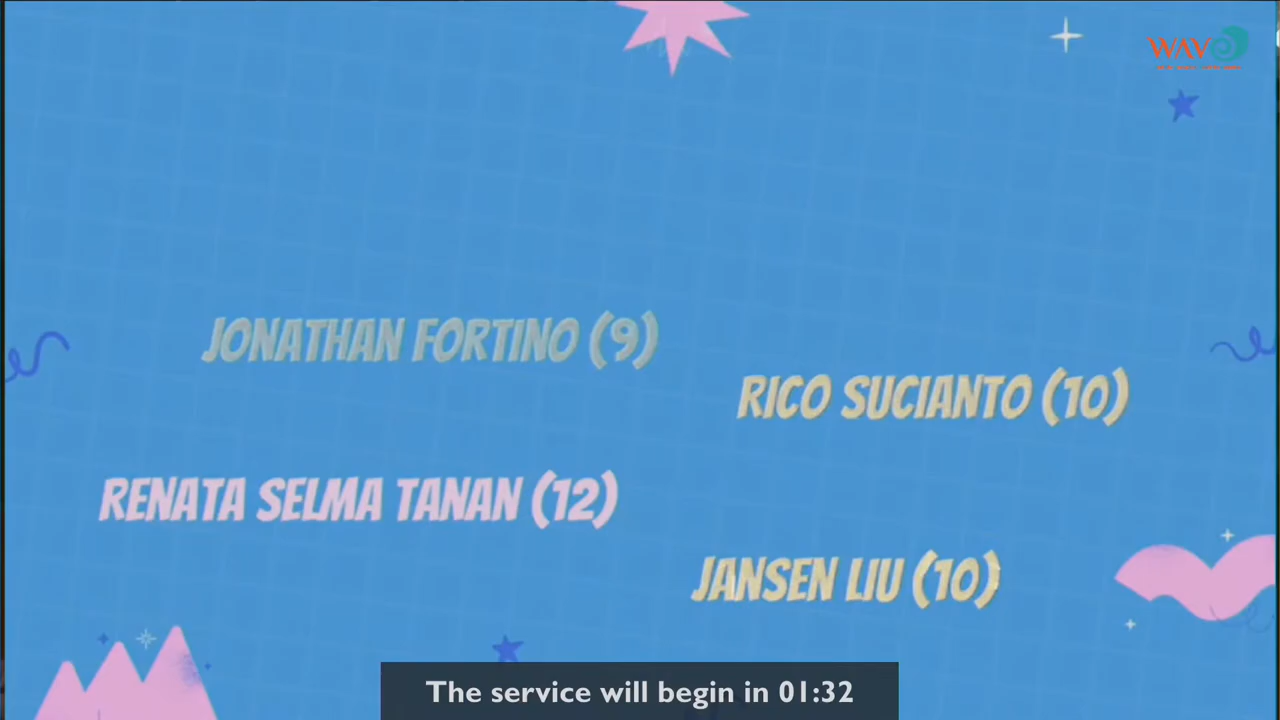 WAVE
JONATHAN FORTINO (9)
RICO SUCIANTO (10)
RENATA SELMA TANAN (12)
JANSEN LIU (10)
The service will begin in 01:32